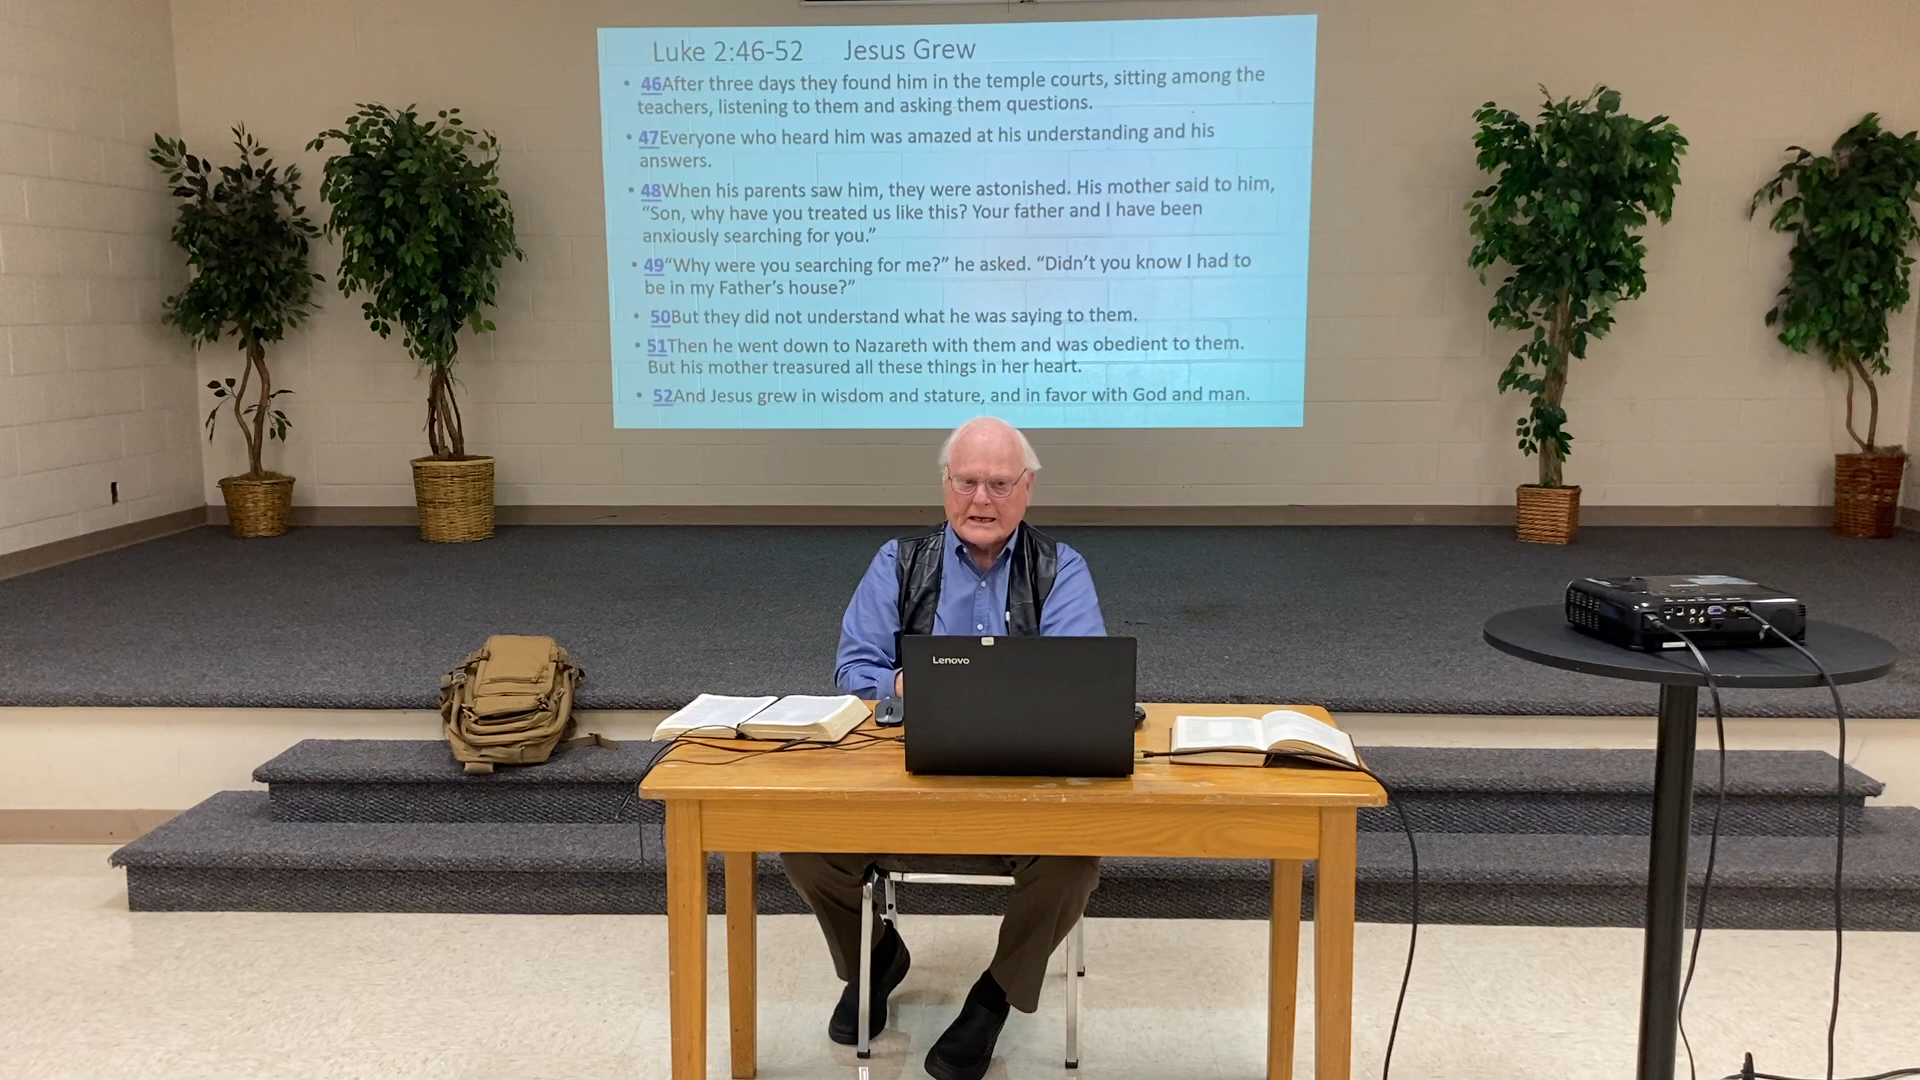 Luke 2:46-52 Jesus Grew
• 46After three days they found him in the temple courts, sitting among the
teachers, listening to them and asking them questions.
• 47Everyone who heard him was amazed at his understanding and his
answers.
• 48When his parents saw him, they were astonished. His mother said to him,
“Son, why have you treated us like this? Your father and I have been
anxiously searching for you.”
• 49“Why were you searching for me?” he asked. “Didn’t you know I had to
be in my Father’s house?”
• 50But they did not understand what he was saying to them.
• 51Then he went down to Nazareth with them and was obedient to them.
But his mother treasured all these things in her heart.
• 52And Jesus grew in wisdom and stature, and in favor with God and man.
Lenovo